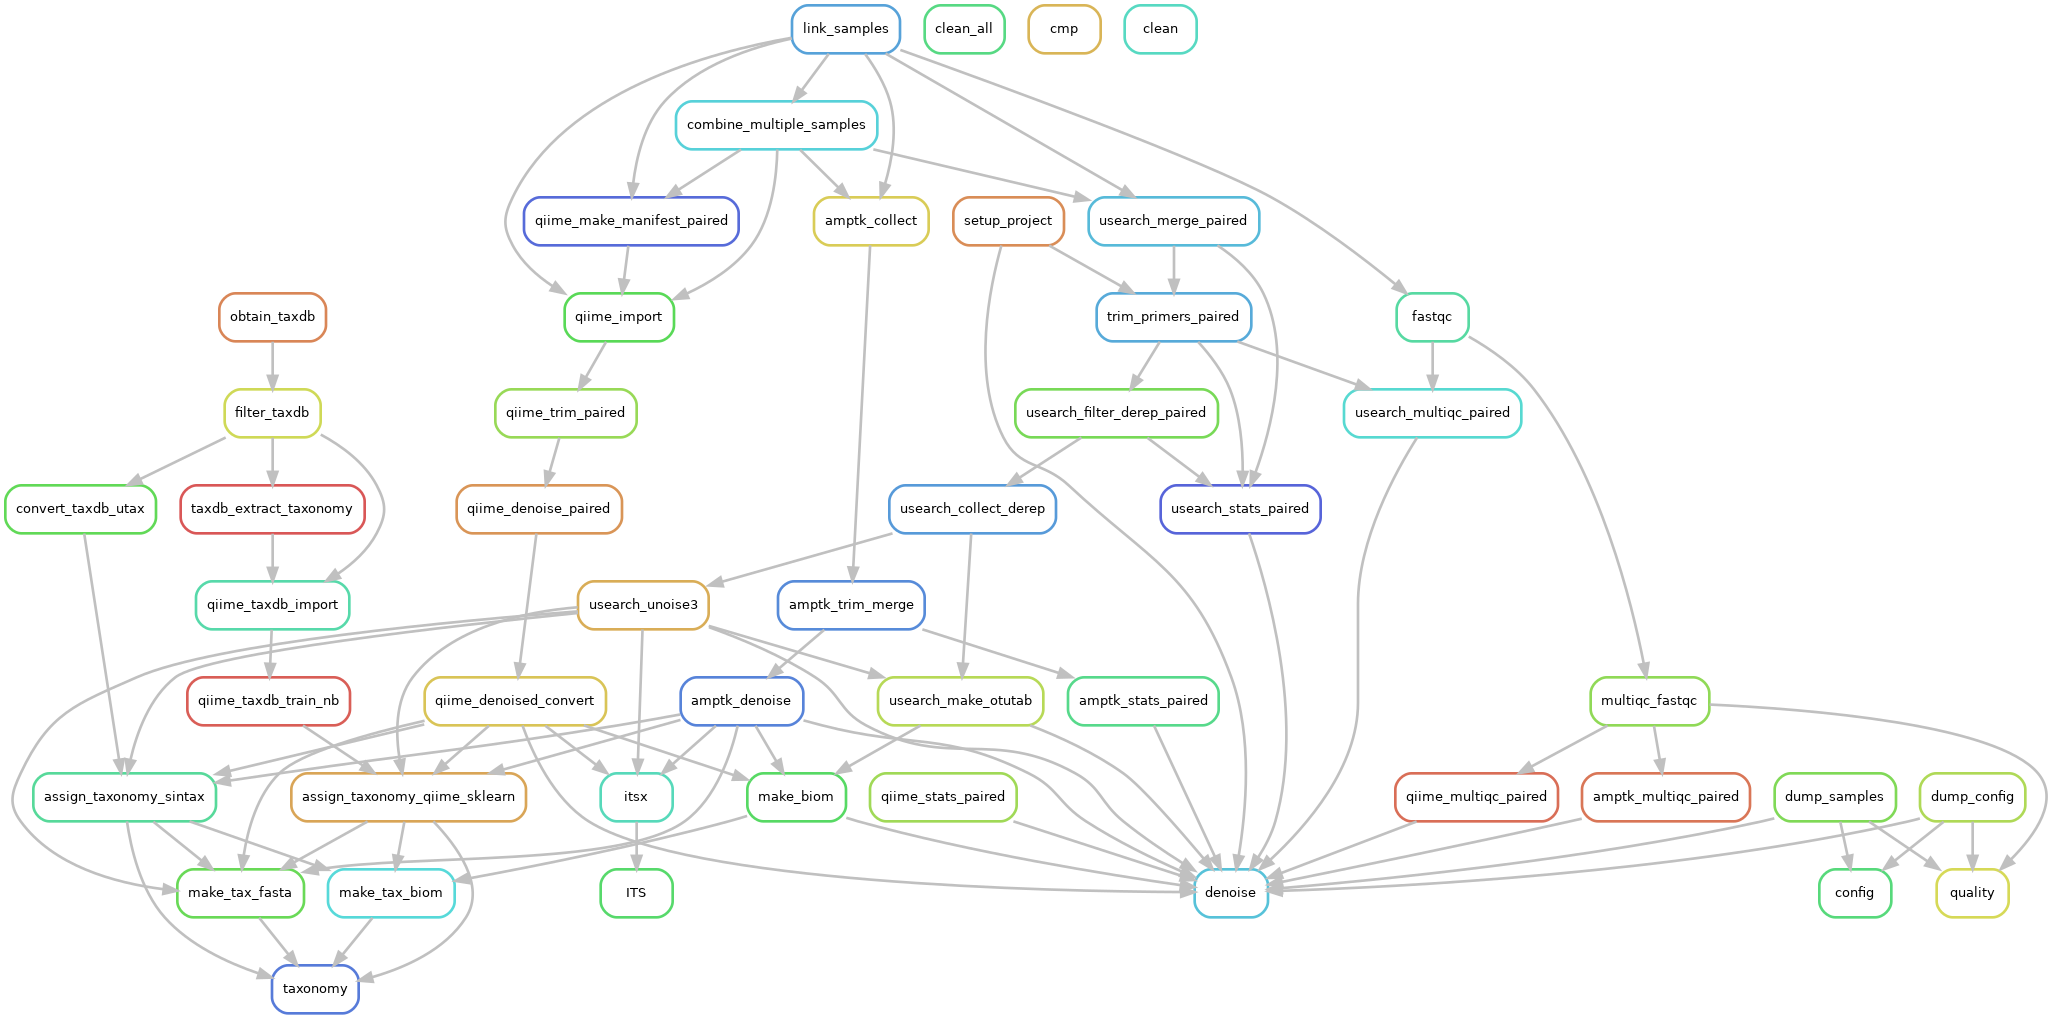 link_samples
clean_all
cmp
clean
combine_multiple_samples
qiime_make_manifest_paired
amptk_collect
setup_project
usearch_merge_paired
obtain_taxdb
qiime_import
trim_primers_paired
fastqc
filter_taxdb
qiime_trim_paired
usearch_filter_derep_paired
usearch_multiqc_paired
convert_taxdb_utax
taxdb_extract_taxonomy
qiime_denoise_paired
usearch_collect_derep
usearch_stats_paired
qiime_taxdb_import
usearch_unoise3
amptk_trim_merge
qiime_taxdb_train_nb
qiime_denoised_convert
amptk_denoise
usearch_make_otutab
amptk_stats_paired
multiqc_fastqc
assign_taxonomy_sintax
assign_taxonomy_qiime_sklearn
itsx
make_biom
qiime_stats_paired
qiime_multiqc_paired
amptk_multiqc_paired
dump_samples
dump_config
make_tax_fasta
make_tax_biom
ITS
denoise
config
quality
taxonomy